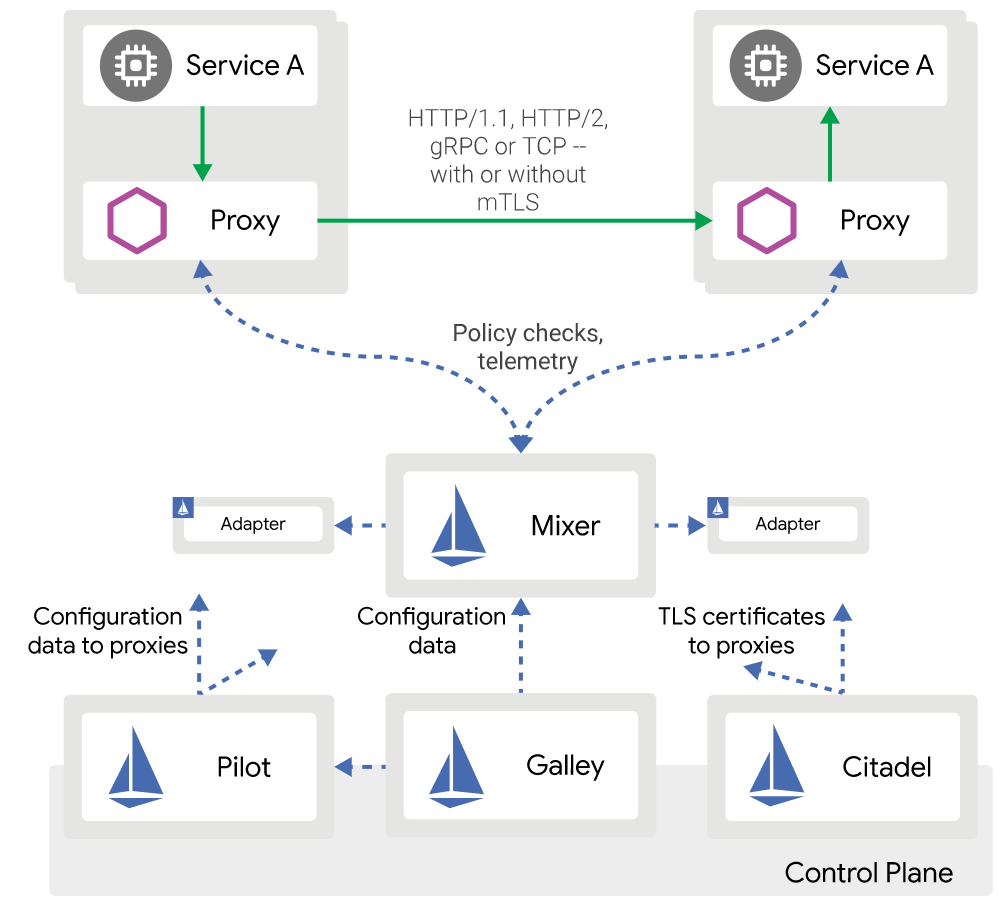 Service A
Service A
HTTP/1.1, HTTP/2,
gRPC or TCP --
with or without
mTLS
Proxy
Proxy
Policy checks,
telemetry
Adapter
Mixer
Adapter
Configuration
data to proxies
Configuration
data
TLS certificates
to proxies
Pilot
Galley
Citadel
Control Plane